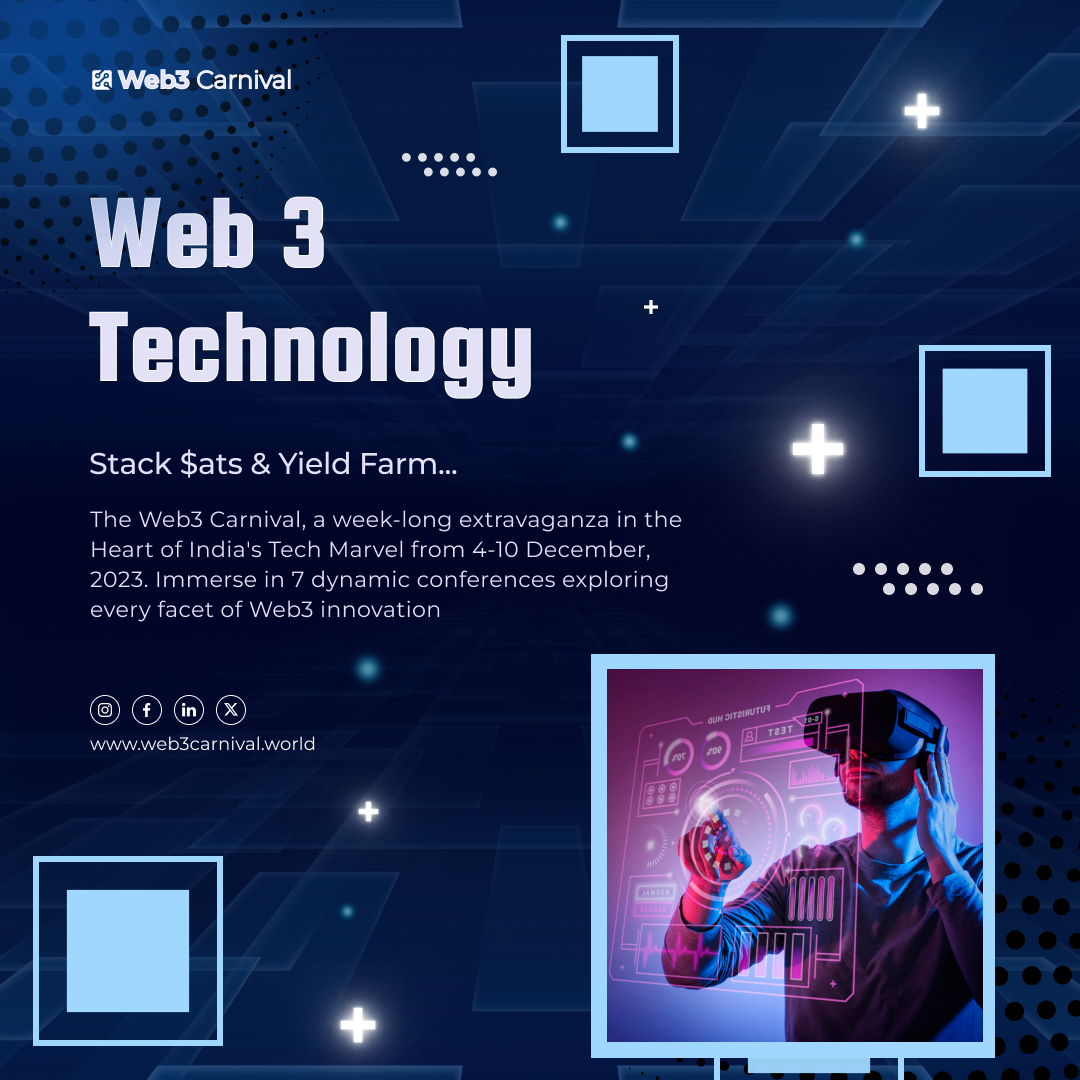 Web3 Carnival
Web 3
Technology
Stack $ats & Yield Farm...
The Web3 Carnival, a week-long extravaganza in the
Heart of India's Tech Marvel from 4-10 December,
2023. Immerse in 7 dynamic conferences exploring
every facet of Web3 innovation
www.web3carnival.world
FUTURISTIC HUD
S-01
TEST
70%
90%
NORMAL